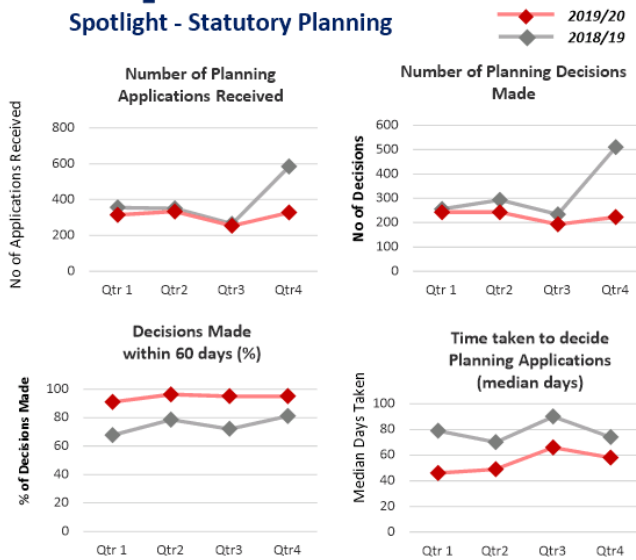 Spotlight - Statutory Planning
2019/20
2018/19
Number of Planning
Applications Received
No of Applications Received
800
600
400
200
0
Qtr 1 Qtr2 Qtr3 Qtr4
Number of Planning Decisions
Made
No of Decisions
600
500
400
300
200
100
0
Qtr 1 Qtr2 Qtr3 Qtr4
Decisions Made
within 60 days (%)
% of Decisions Made
100
80
60
40
20
0
Qtr 1 Qtr2 Qtr3 Qtr4
Time taken to decide
Planning Applications
(median days)
Median Days Taken
100
80
60
40
20
0
Qtr 1 Qtr2 Qtr3 Qtr4